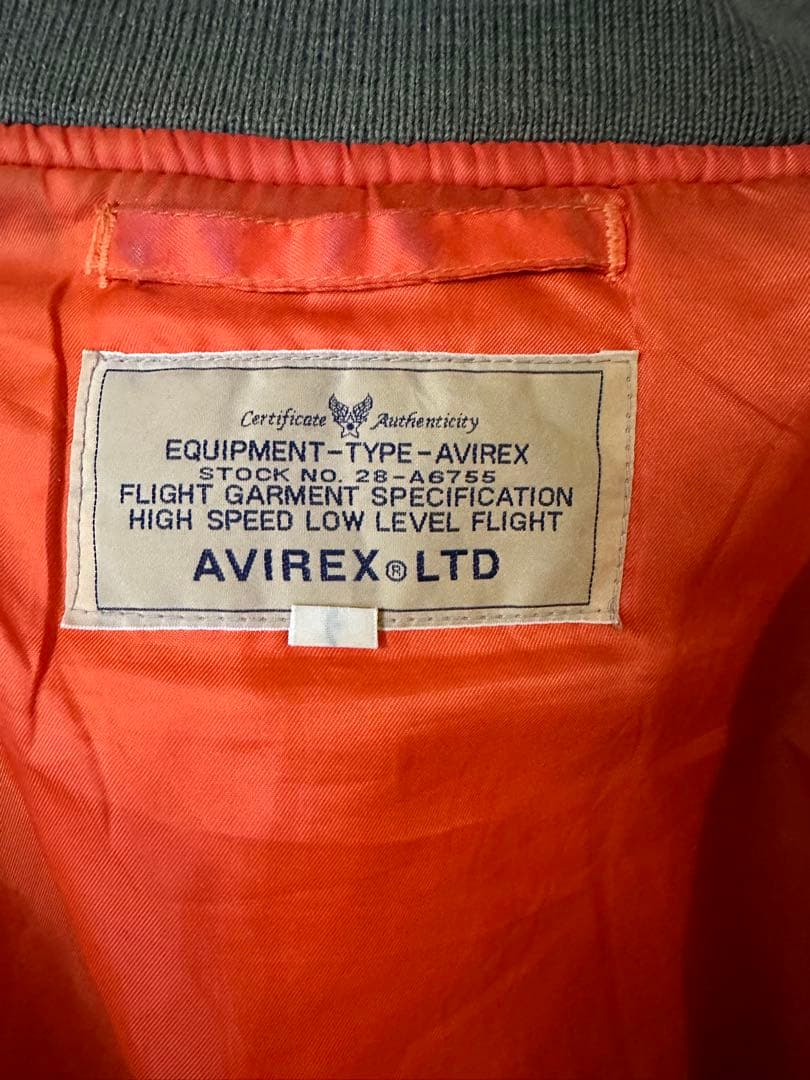 Certificate Authenticity
EQUIPMENT-TYPE-AVIREX
STOCK NO. 28-A6755
FLIGHT GARMENT SPECIFICATION
HIGH SPEED LOW LEVEL FLIGHT
AVIREX® LTD